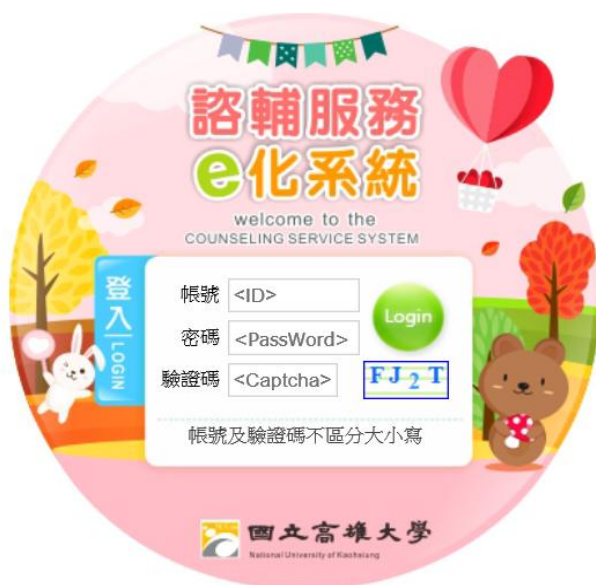 諮輔服務
e化系統
welcome to the
COUNSELING SERVICE SYSTEM
登入 LOGIN
帳號 <ID>
密碼 <PassWord>
Login
驗證碼 <Captcha> FJ2T
帳號及驗證碼不區分大小寫
國立高雄大學
National University of Kaohsiung